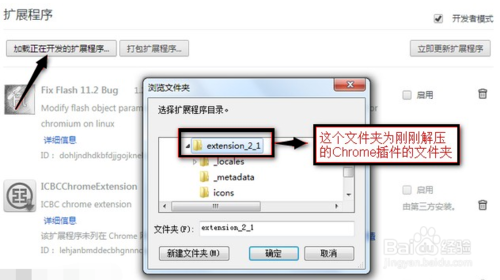 扩展程序
开发者模式
加载正在开发的扩展程序...
打包扩展程序...
立即更新扩展程序
Fix Flash 11.2 Bug
启用
Modify flash object param
chromium on linux
详细信息
ID：
浏览文件夹
选择扩展程序目录。
extension_2_1
_locales
_metadata
icons
文件夹(F):
extension_2_1
新建文件夹(M)
确定
取消
这个文件夹为刚刚解压
的Chrome插件的文件夹
ICBCChromeExtension
启用
ICBC chrome extension
由第三方安装。
详细信息
该扩展程序未列在 Chrome
ID：
Baidu 经验